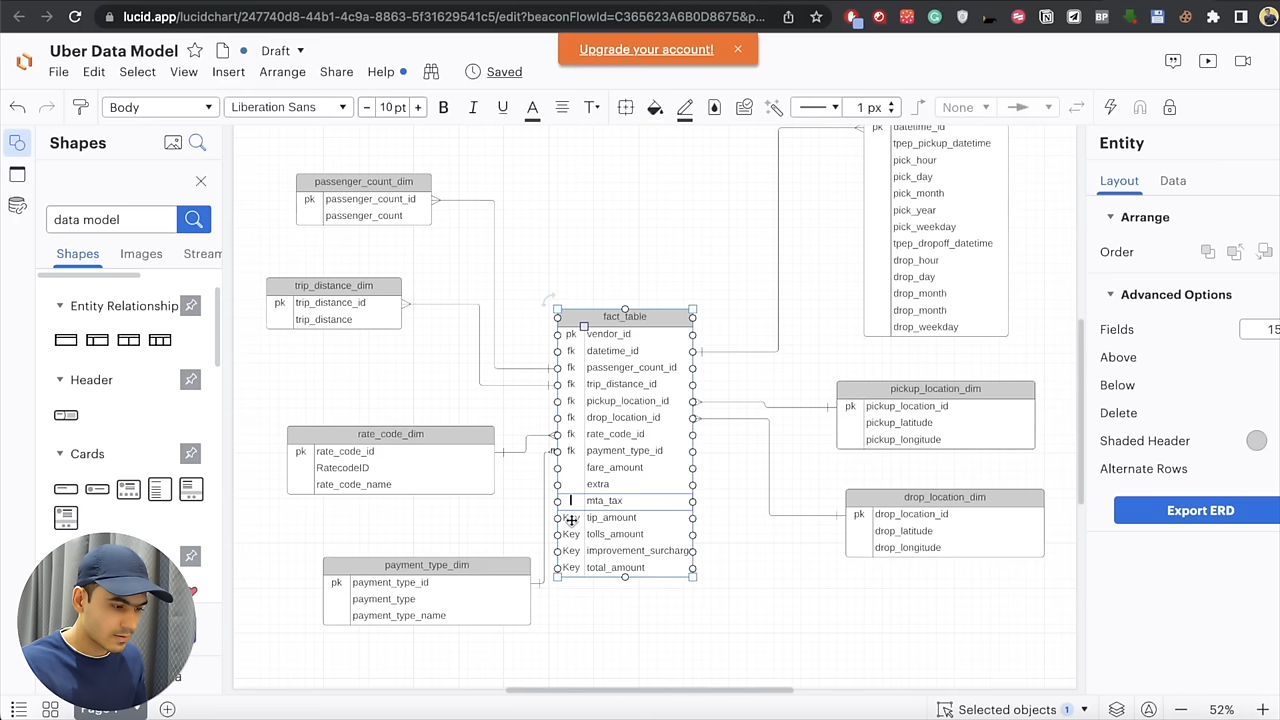 lucid.app/lucidchart/247740d8-44b1-4c9a-8863-5f31629541c5/edit?beaconFlowId=C365623A6B0D8675&p...
Uber Data Model
Draft
Upgrade your account!
File Edit Select View Insert Arrange Share Help
Saved
Body
Liberation Sans
10 pt
1 px
None
Shapes
data model
Shapes Images Stream
Entity Relationship
Header
Cards
passenger_count_dim
pk passenger_count_id
passenger_count
trip_distance_dim
pk trip_distance_id
trip_distance
rate_code_dim
pk rate_code_id
RatecodeID
rate_code_name
payment_type_dim
pk payment_type_id
payment_type
payment_type_name
fact_table
pk vendor_id
fk datetime_id
fk passenger_count_id
fk trip_distance_id
fk pickup_location_id
fk drop_location_id
fk rate_code_id
fk payment_type_id
fare_amount
extra
mta_tax
Key tip_amount
Key tolls_amount
Key improvement_surcharg
Key total_amount
pk datetime_id
tpep_pickup_datetime
pick_hour
pick_day
pick_month
pick_year
pick_weekday
tpep_dropoff_datetime
drop_hour
drop_day
drop_month
drop_month
drop_weekday
pickup_location_dim
pk pickup_location_id
pickup_latitude
pickup_longitude
drop_location_dim
pk drop_location_id
drop_latitude
drop_longitude
Entity
Layout Data
Arrange
Order
Advanced Options
Fields 15
Above
Below
Delete
Shaded Header
Alternate Rows
Export ERD
Selected objects 1
52%